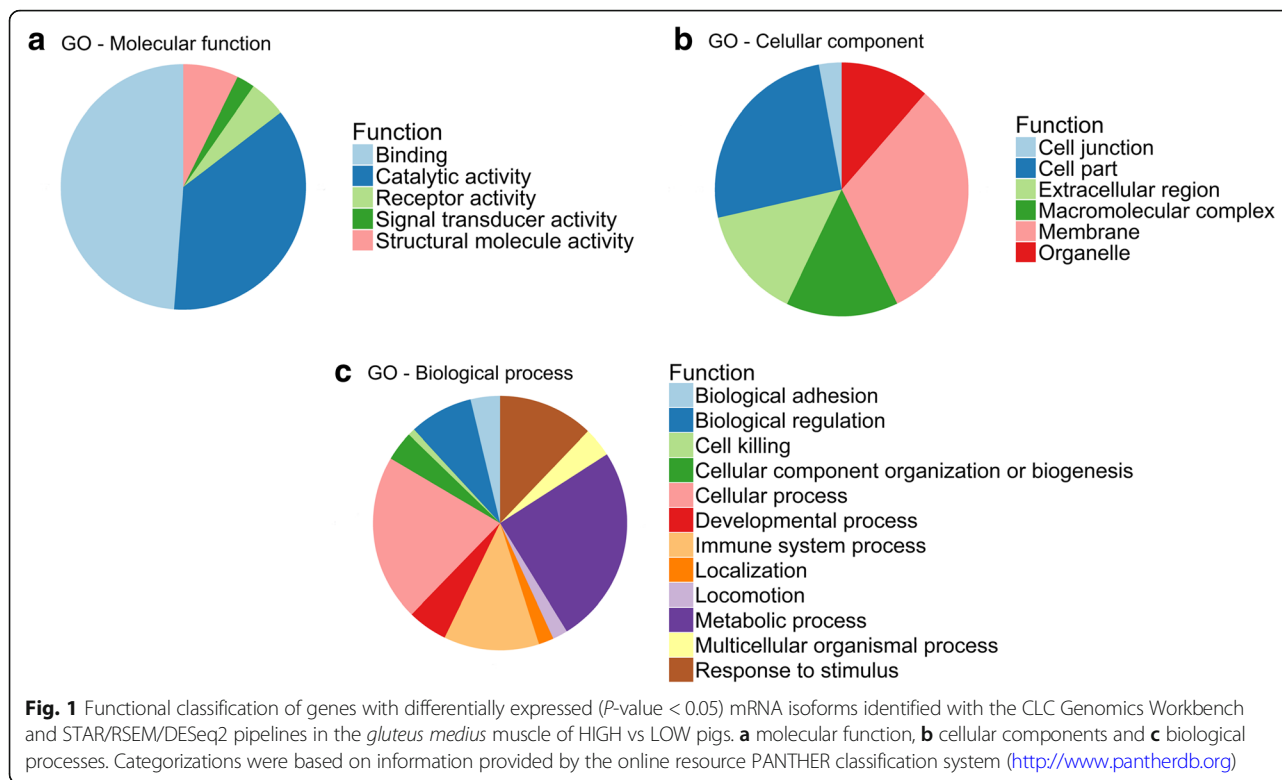 a GO - Molecular function
Function
Binding
Catalytic activity
Receptor activity
Signal transducer activity
Structural molecule activity
b GO - Celullar component
Function
Cell junction
Cell part
Extracellular region
Macromolecular complex
Membrane
Organelle
c GO - Biological process
Function
Biological adhesion
Biological regulation
Cell killing
Cellular component organization or biogenesis
Cellular process
Developmental process
Immune system process
Localization
Locomotion
Metabolic process
Multicellular organismal process
Response to stimulus
Fig. 1 Functional classification of genes with differentially expressed (P-value < 0.05) mRNA isoforms identified with the CLC Genomics Workbench
and STAR/RSEM/DESeq2 pipelines in the gluteus medius muscle of HIGH vs LOW pigs. a molecular function, b cellular components and c biological
processes. Categorizations were based on information provided by the online resource PANTHER classification system (http://www.pantherdb.org)